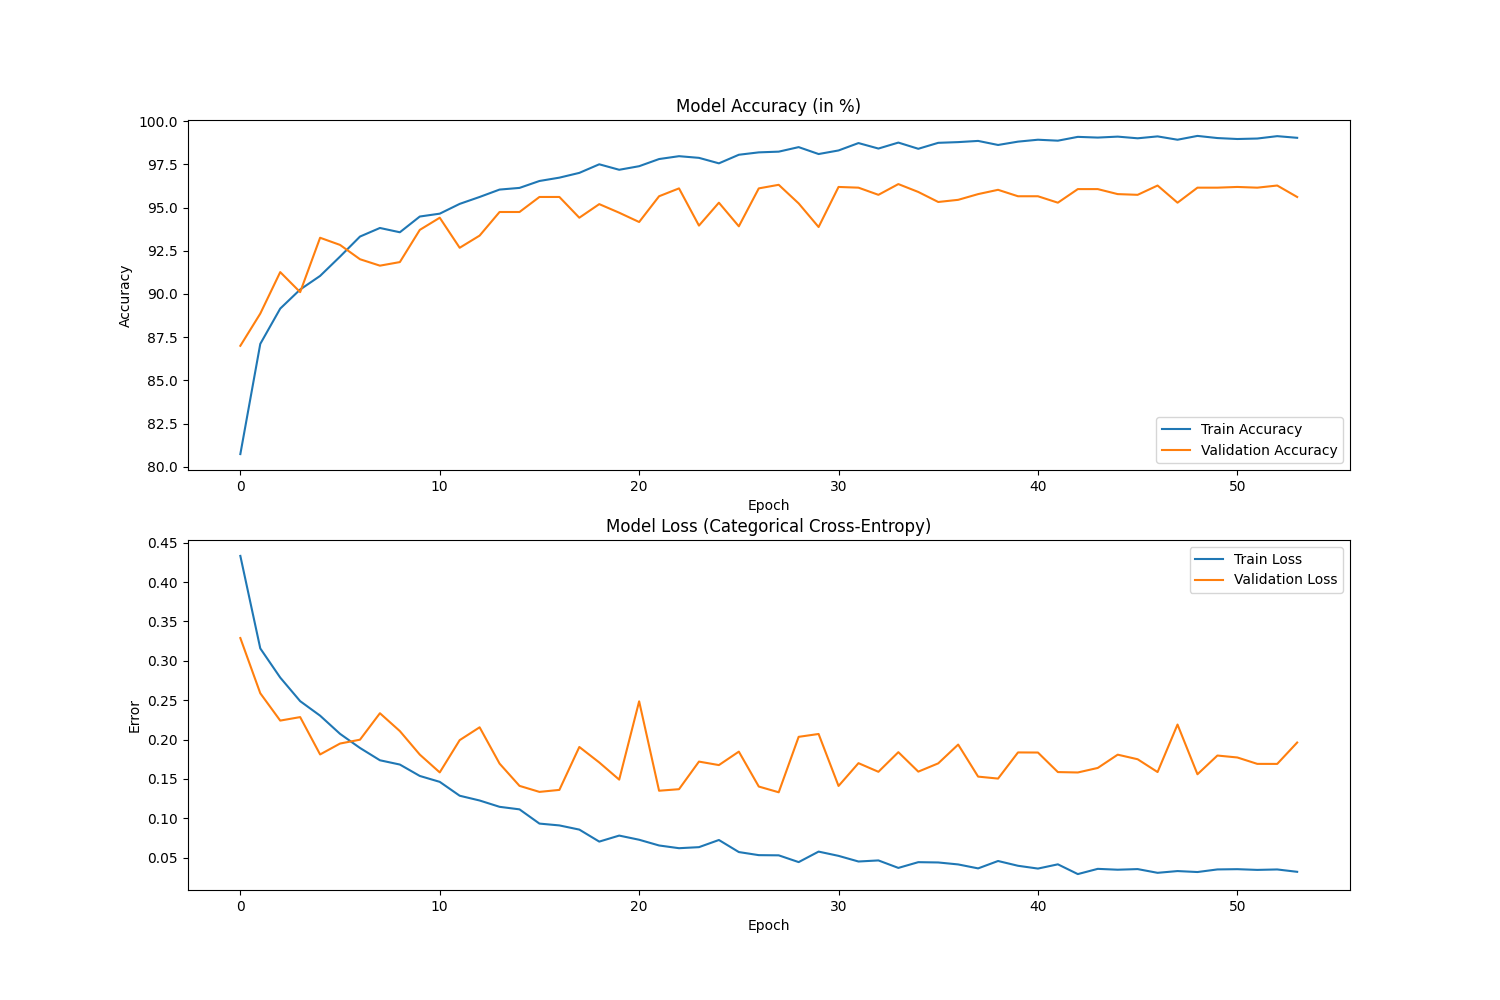 Model Accuracy (in %)
100.0
97.5
95.0
92.5
90.0
87.5
85.0
82.5
80.0
Accuracy
Train Accuracy
Validation Accuracy
0 10 20 30 40 50
Epoch
Model Loss (Categorical Cross-Entropy)
0.45
0.40
0.35
0.30
0.25
0.20
0.15
0.10
0.05
Error
Train Loss
Validation Loss
0 10 20 30 40 50
Epoch